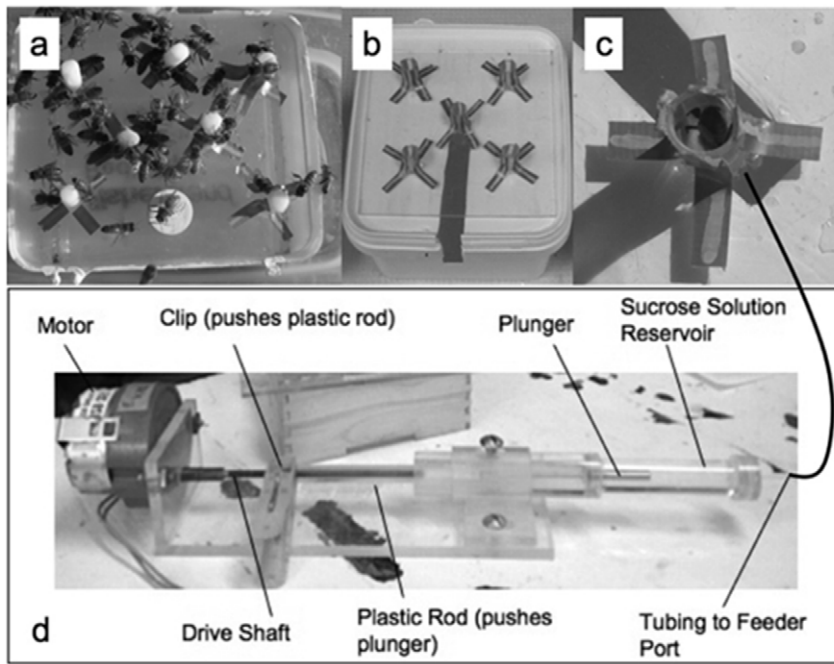 a
b
c
Motor
Clip (pushes plastic rod)
Plunger
Sucrose Solution
Reservoir
d
Drive Shaft
Plastic Rod (pushes
plunger)
Tubing to Feeder
Port